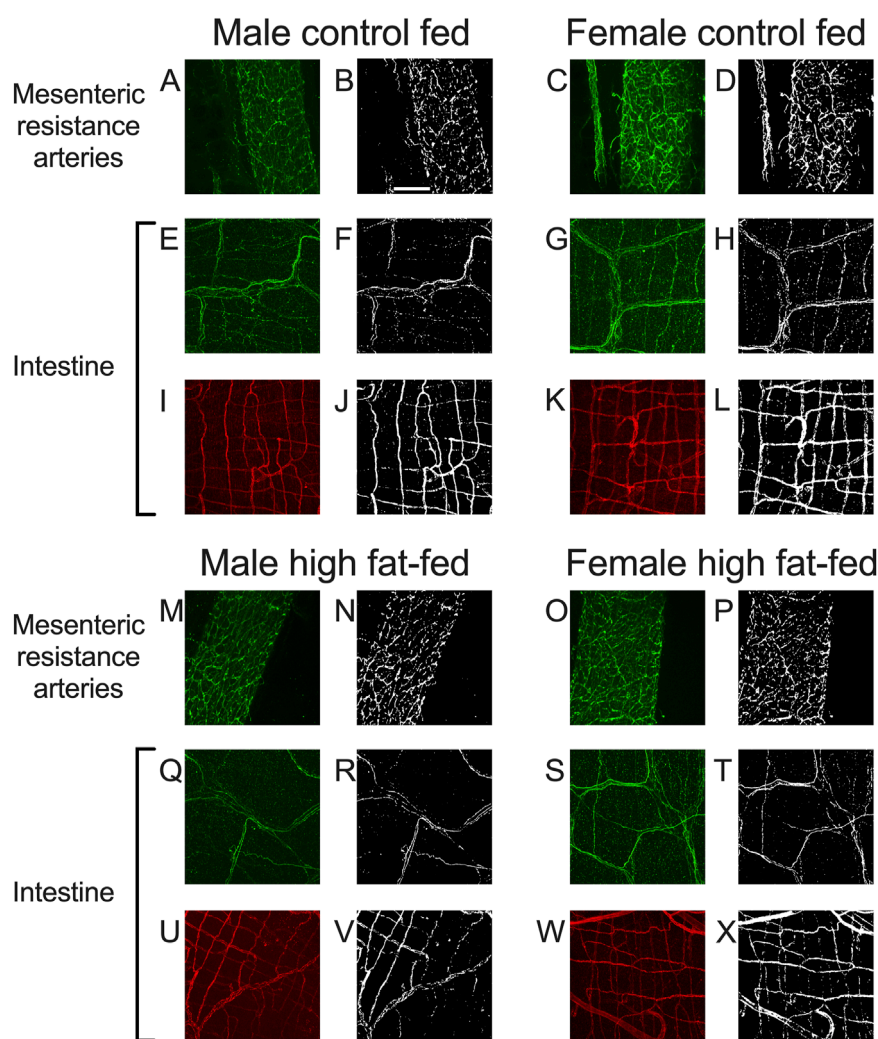 Male control fed Female control fed
Mesenteric
resistance
arteries
A B C D
E F G H
Intestine
I J K L
Male high fat-fed Female high fat-fed
Mesenteric
resistance
arteries
M N O P
Q R S T
Intestine
U V W X